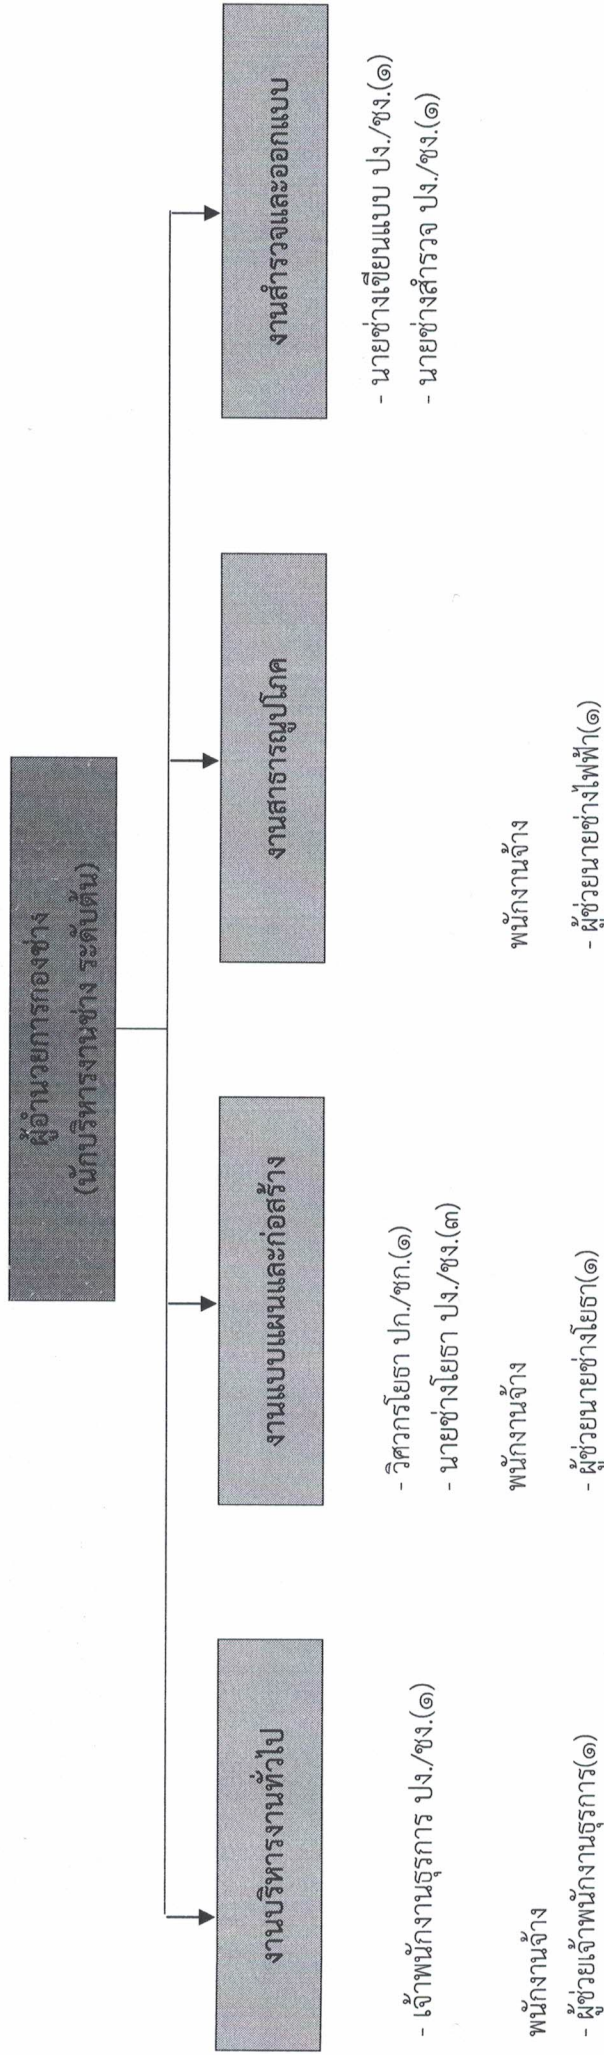 ผู้อำนวยการกองช่าง
(นักบริหารงานช่าง ระดับต้น)
งานบริหารงานทั่วไป
- เจ้าพนักงานธุรการ ปง./ชง.(๑)
พนักงานจ้าง
- ผู้ช่วยเจ้าพนักงานธุรการ(๑)
งานแบบแผนและก่อสร้าง
- วิศวกรโยธา ปก./ชก.(๑)
- นายช่างโยธา ปง./ชง.(๓)
พนักงานจ้าง
- ผู้ช่วยนายช่างโยธา(๑)
งานสาธารณูปโภค
พนักงานจ้าง
- ผู้ช่วยนายช่างไฟฟ้า(๑)
งานสำรวจและออกแบบ
- นายช่างเขียนแบบ ปง./ชง.(๑)
- นายช่างสำรวจ ปง./ชง.(๑)